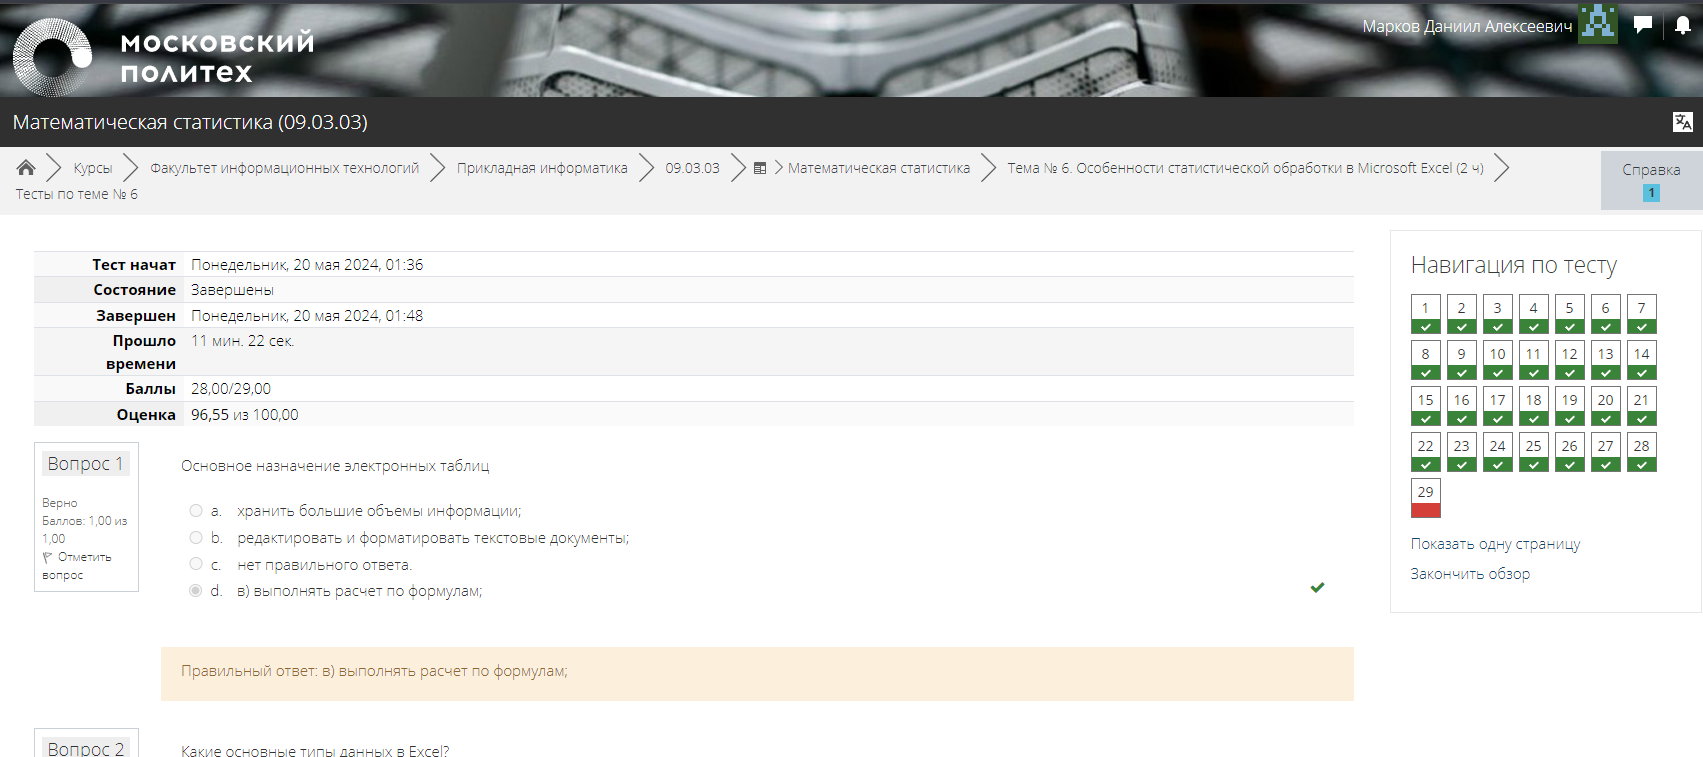 московский
политех
Марков Даниил Алексеевич
Математическая статистика (09.03.03)
Курсы
Факультет информационных технологий
Прикладная информатика
09.03.03
Математическая статистика
Тема № 6. Особенности статистической обработки в Microsoft Excel (2 ч)
Тесты по теме № 6
Справка
1
Тест начат Понедельник, 20 мая 2024, 01:36
Состояние Завершены
Завершен Понедельник, 20 мая 2024, 01:48
Прошло времени 11 мин. 22 сек.
Баллы 28,00/29,00
Оценка 96,55 из 100,00
Вопрос 1
Верно
Баллов: 1,00 из
1,00
Отметить
вопрос
Основное назначение электронных таблиц
a. хранить большие объемы информации;
b. редактировать и форматировать текстовые документы;
c. нет правильного ответа.
d. в) выполнять расчет по формулам;
Правильный ответ: в) выполнять расчет по формулам;
Вопрос 2
Какие основные типы данных в Excel?
Навигация по тесту
1 2 3 4 5 6 7
8 9 10 11 12 13 14
15 16 17 18 19 20 21
22 23 24 25 26 27 28
29
Показать одну страницу
Закончить обзор